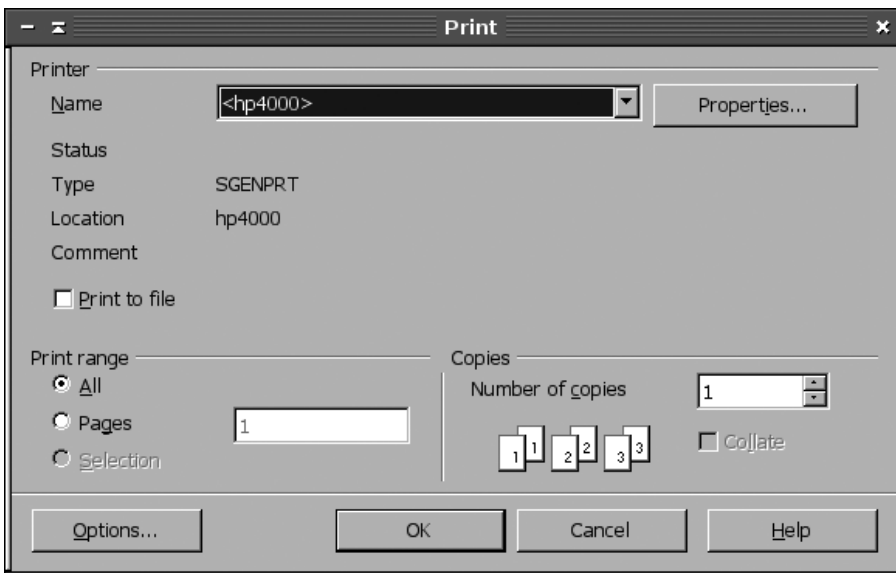 Print
Printer
Name <hp4000> Properties...
Status
Type SGENPRT
Location hp4000
Comment
Print to file
Print range
All
Pages 1
Selection
Copies
Number of copies 1
1 1 2 2 3 3 Collate
Options... OK Cancel Help